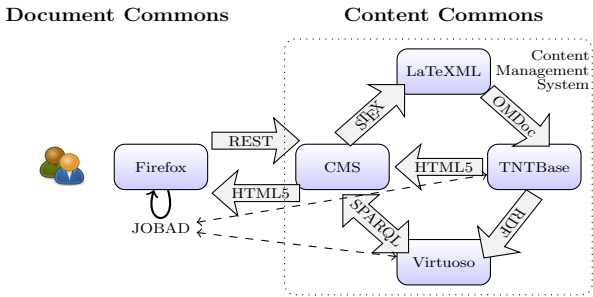 Document Commons
Content Commons
Content
Management
System
LaTeXML
sTEX
OMDoc
REST
Firefox
CMS
HTML5
TNTBase
HTML5
JOBAD
SPARQL
RDF
Virtuoso